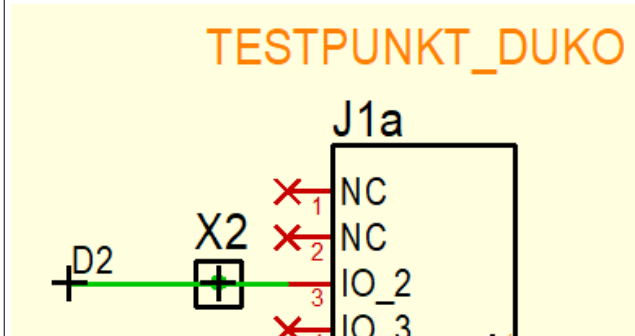 TESTPUNKT_DUKO
J1a
NC
1
X2
NC
2
D2
IO_2
3
IO_3